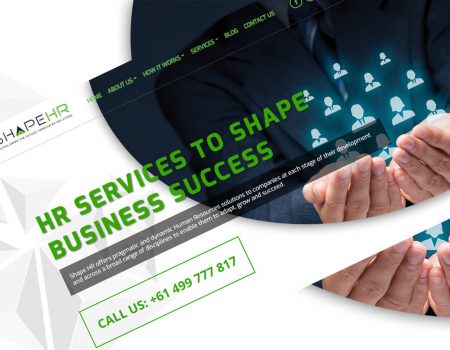 HOME ABOUT US HOW IT WORKS SERVICES BLOG CONTACT US
SHAPEHR
HR SERVICES TO SHAPE
BUSINESS SUCCESS
Shape HR offers pragmatic and dynamic Human Resources solutions to companies at each stage of their development
and across a broad range of disciplines to enable them to adapt, grow and succeed.
CALL US: +61 499 777 817